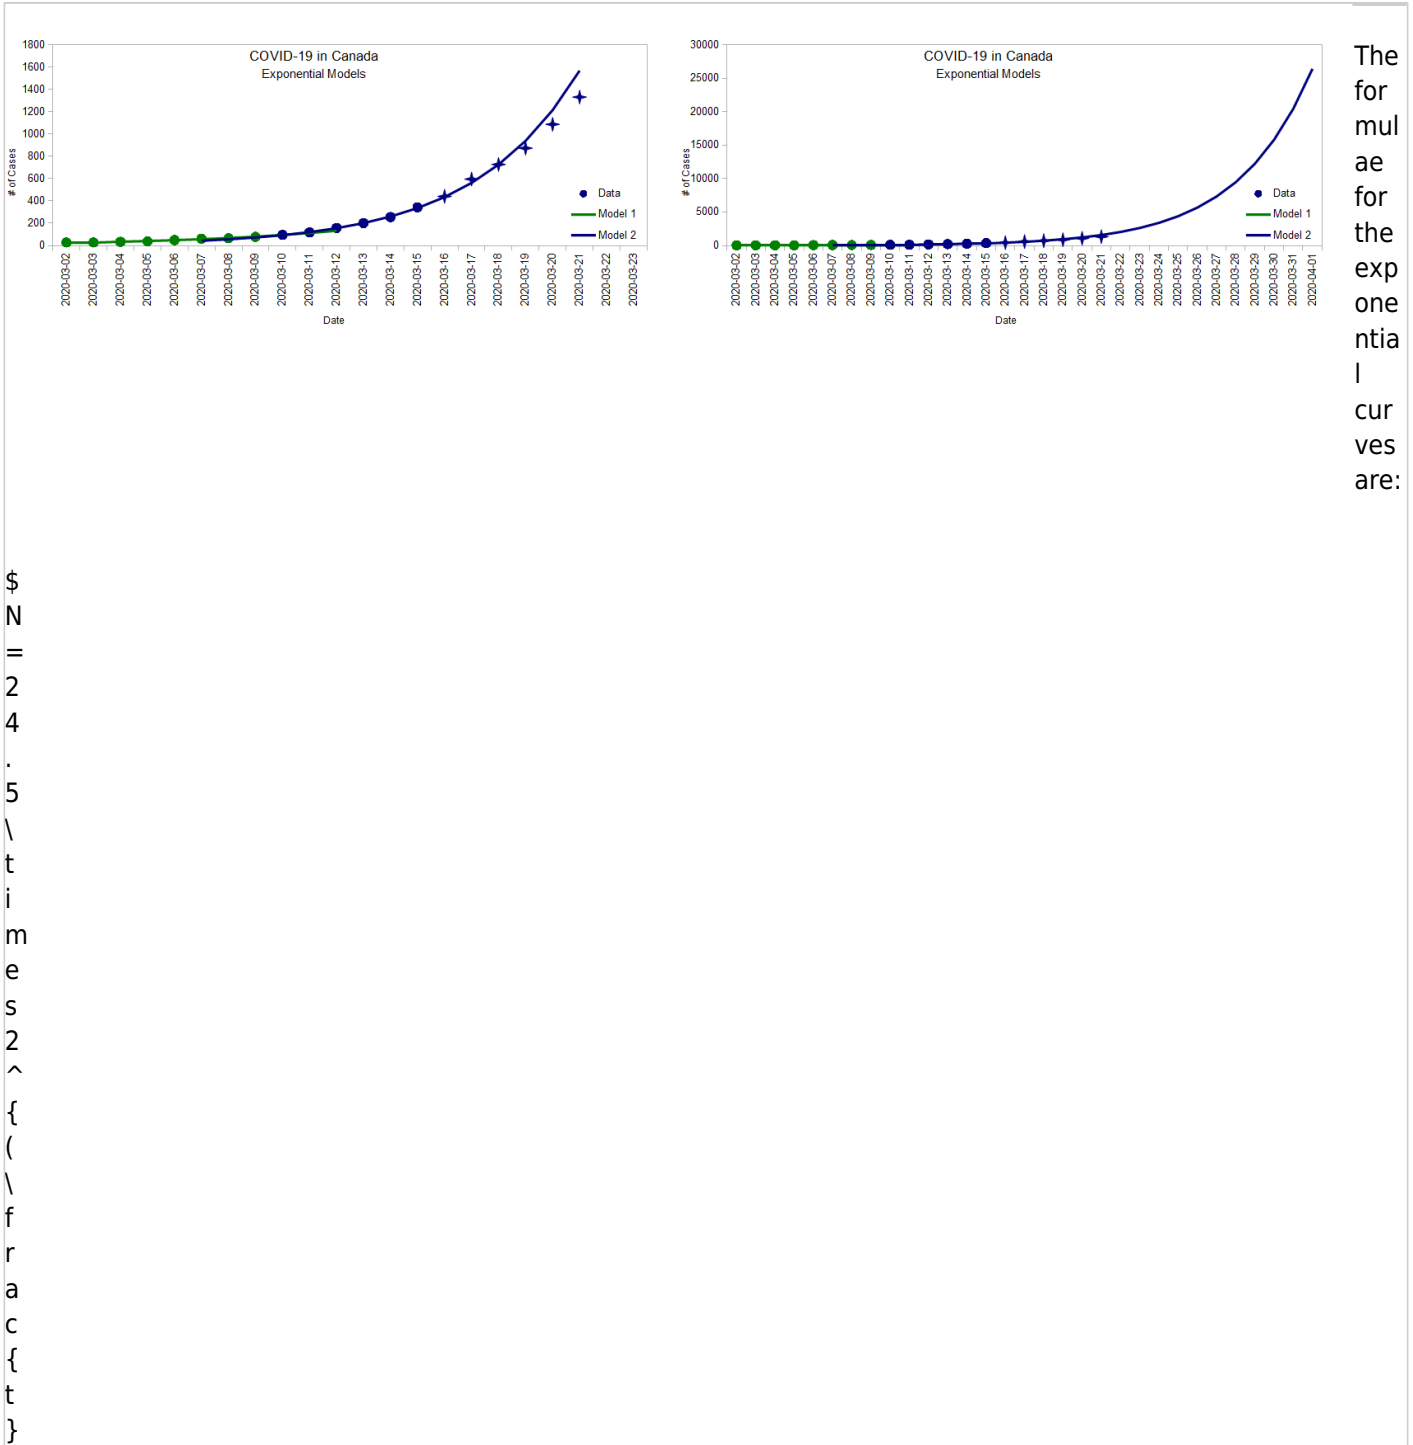 COVID-19 in Canada
Exponential Models
1800
1600
1400
1200
1000
800
600
400
200
0
# of Cases
Data
Model 1
Model 2
2020-03-02
2020-03-03
2020-03-04
2020-03-05
2020-03-06
2020-03-07
2020-03-08
2020-03-09
2020-03-10
2020-03-11
2020-03-12
2020-03-13
2020-03-14
2020-03-15
2020-03-16
2020-03-17
2020-03-18
2020-03-19
2020-03-20
2020-03-21
2020-03-22
2020-03-23
Date
COVID-19 in Canada
Exponential Models
30000
25000
20000
15000
10000
5000
0
# of Cases
Data
Model 1
Model 2
2020-03-02
2020-03-03
2020-03-04
2020-03-05
2020-03-06
2020-03-07
2020-03-08
2020-03-09
2020-03-10
2020-03-11
2020-03-12
2020-03-13
2020-03-14
2020-03-15
2020-03-16
2020-03-17
2020-03-18
2020-03-19
2020-03-20
2020-03-21
2020-03-22
2020-03-23
2020-03-24
2020-03-25
2020-03-26
2020-03-27
2020-03-28
2020-03-29
2020-03-30
2020-03-31
2020-04-01
Date
The
for
mul
ae
for
the
exp
one
ntia
l
cur
ves
are:
$
N
=
2
4
.
5
\
t
i
m
e
s
2
^
{
(
\
f
r
a
c
{
t
}